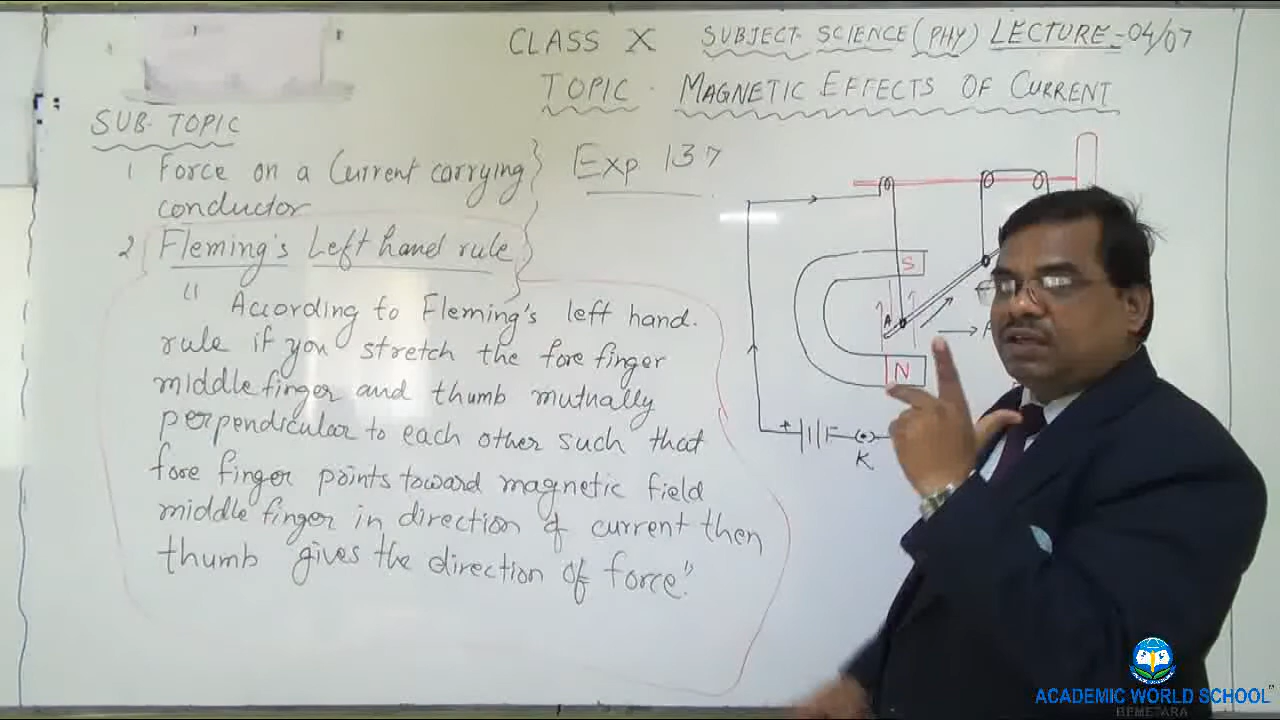 CLASS X SUBJECT SCIENCE (PHY) LECTURE-04/07
TOPIC. MAGNETIC EFFECTS OF CURRENT
SUB. TOPIC
1 Force on a Current carrying
conductor
Exp 13.7
2 Fleming's Left hand rule
" According to Fleming's left hand.
rule if you stretch the fore finger
middle finger and thumb mutually
perpendicular to each other such that
fore finger points toward magnetic field
middle finger in direction of current then
thumb gives the direction of force."
S
A
N
+
K
ACADEMIC WORLD SCHOOL"
BEMETARA